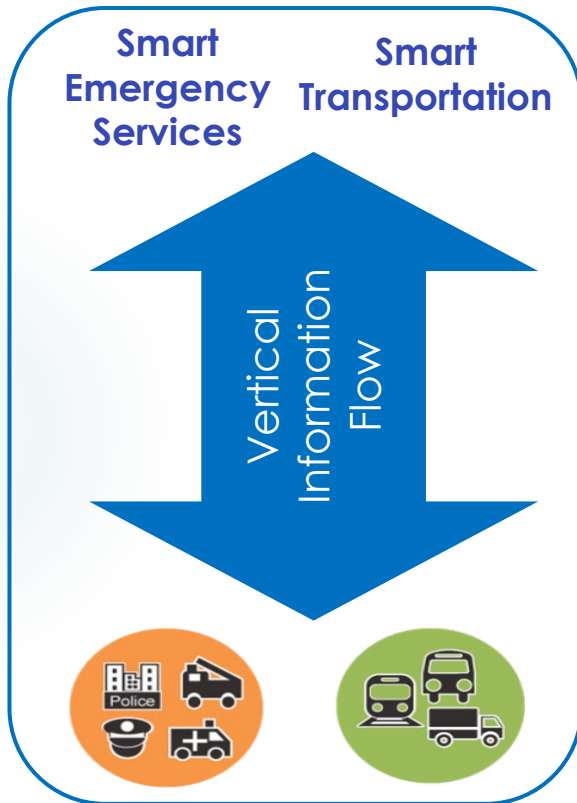 Smart
Emergency
Services
Smart
Transportation
Vertical
Information
Flow
Police